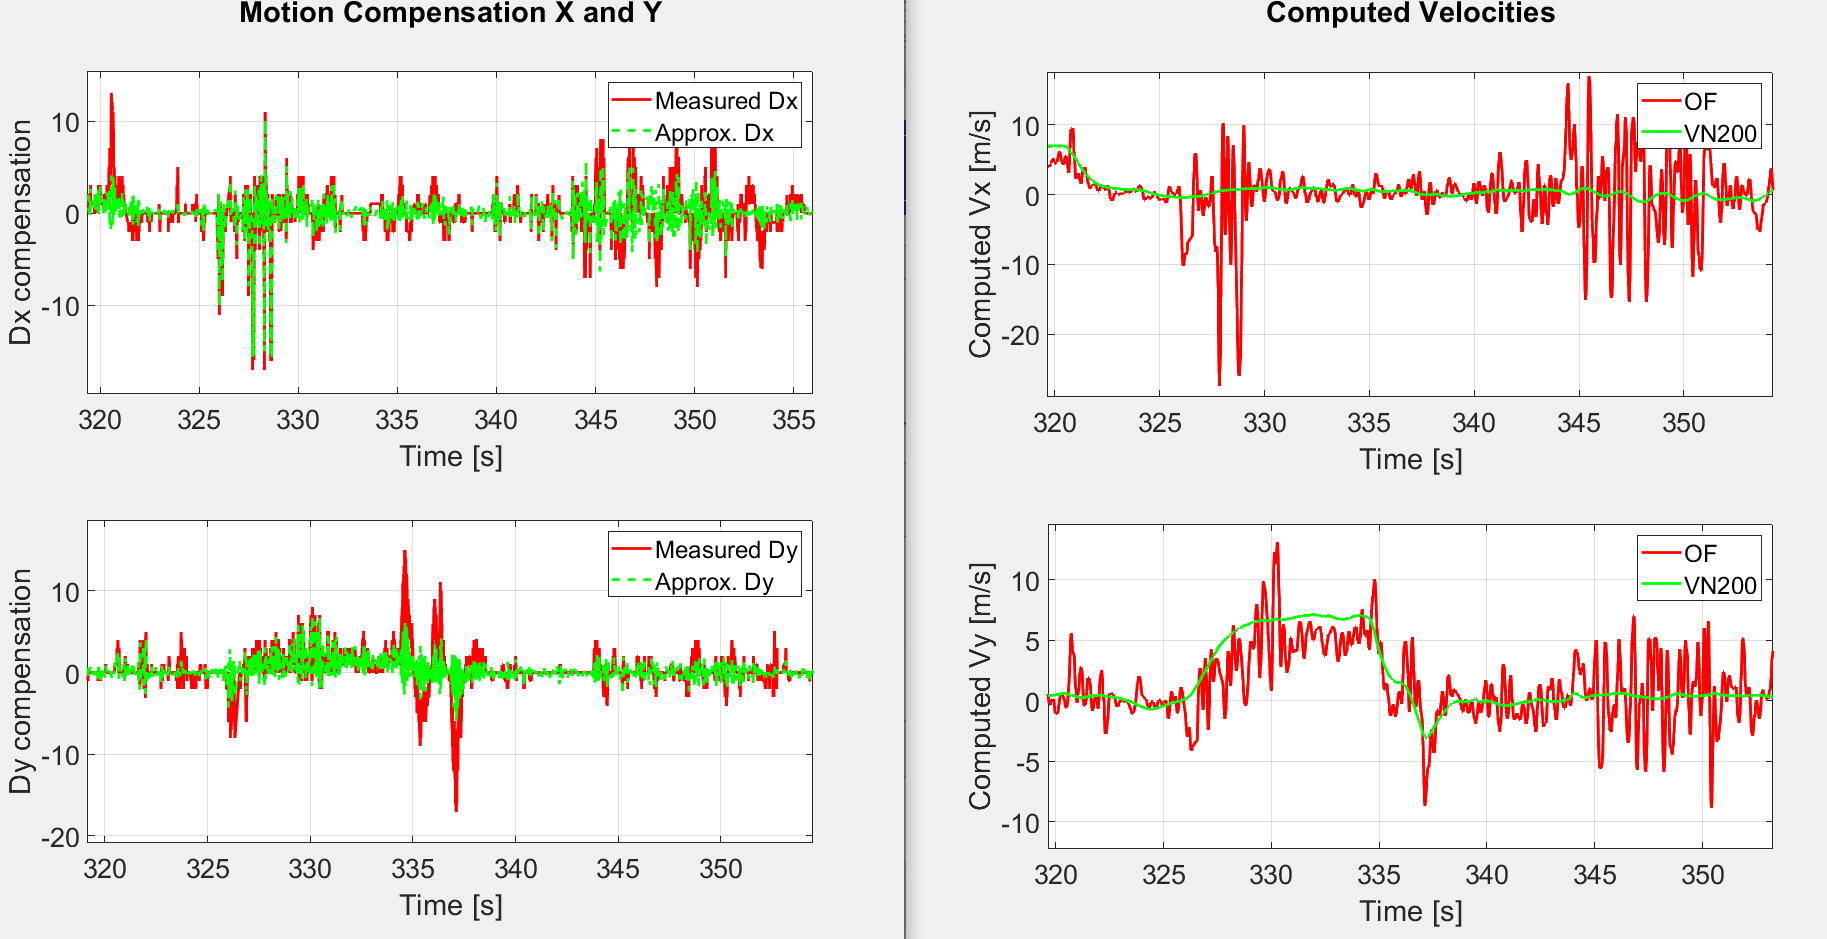 Motion Compensation X and Y
Dx compensation
10
0
-10
Measured Dx
Approx. Dx
320 325 330 335 340 345 350 355
Time [s]
Dy compensation
10
0
-10
-20
Measured Dy
Approx. Dy
320 325 330 335 340 345 350
Time [s]
Computed Velocities
Computed Vx [m/s]
10
0
-10
-20
OF
VN200
320 325 330 335 340 345 350
Time [s]
Computed Vy [m/s]
10
5
0
-5
-10
OF
VN200
320 325 330 335 340 345 350
Time [s]